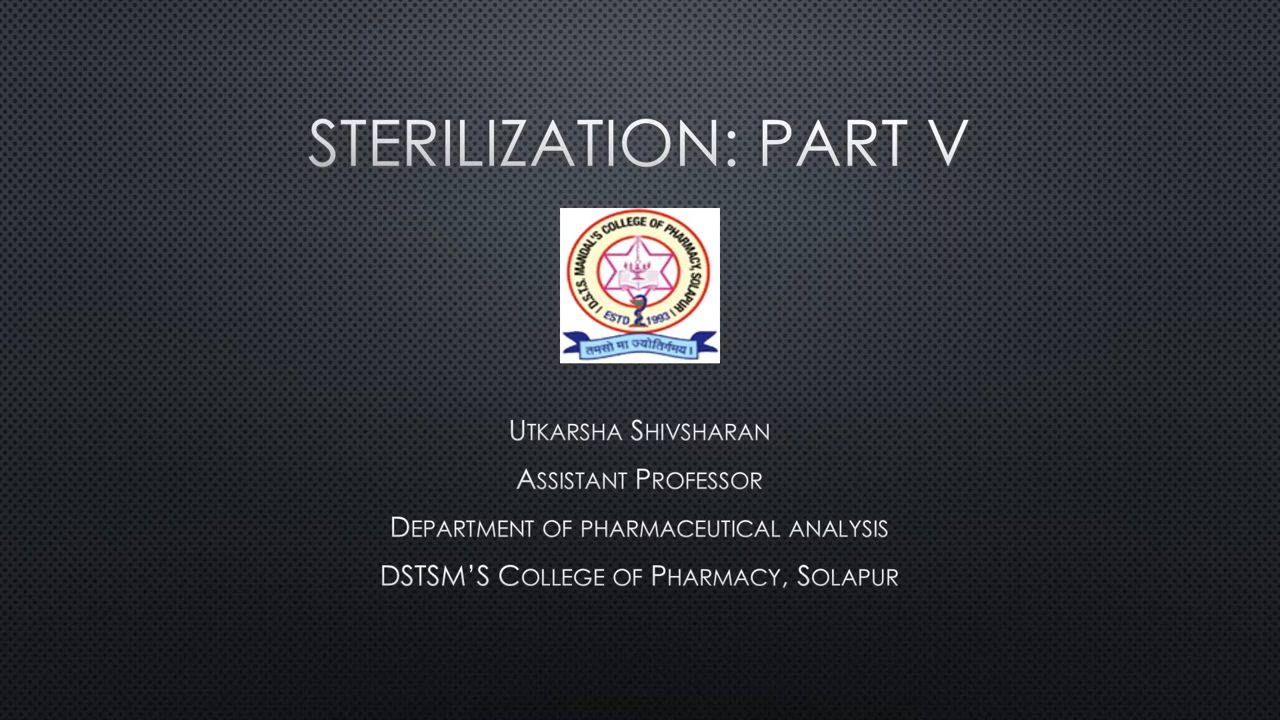 STERILIZATION: PART V
D.S.T.S. MANDAL'S COLLEGE OF PHARMACY, SOLAPUR
ESTD 1993
तमसो मा ज्योतिर्गमय।
UTKARSHA SHIVSHARAN
ASSISTANT PROFESSOR
DEPARTMENT OF PHARMACEUTICAL ANALYSIS
DSTSM'S COLLEGE OF PHARMACY, SOLAPUR